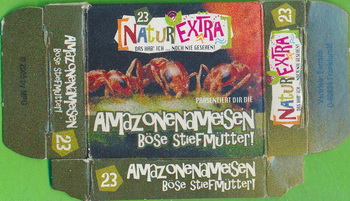 23
NATUR EXTRA
DAS HAB' ICH ... NOCH NIE GESEHEN!
PRÄSENTIERT DIR DIE
AMAZONENAMEISEN
BÖSE STIEFMÜTTER!
23
AMAZONENAMEISEN
BÖSE STIEFMÜTTER!
AMAZONENAMEISEN
BÖSE STIEFMÜTTER!
23
23
NATUR EXTRA